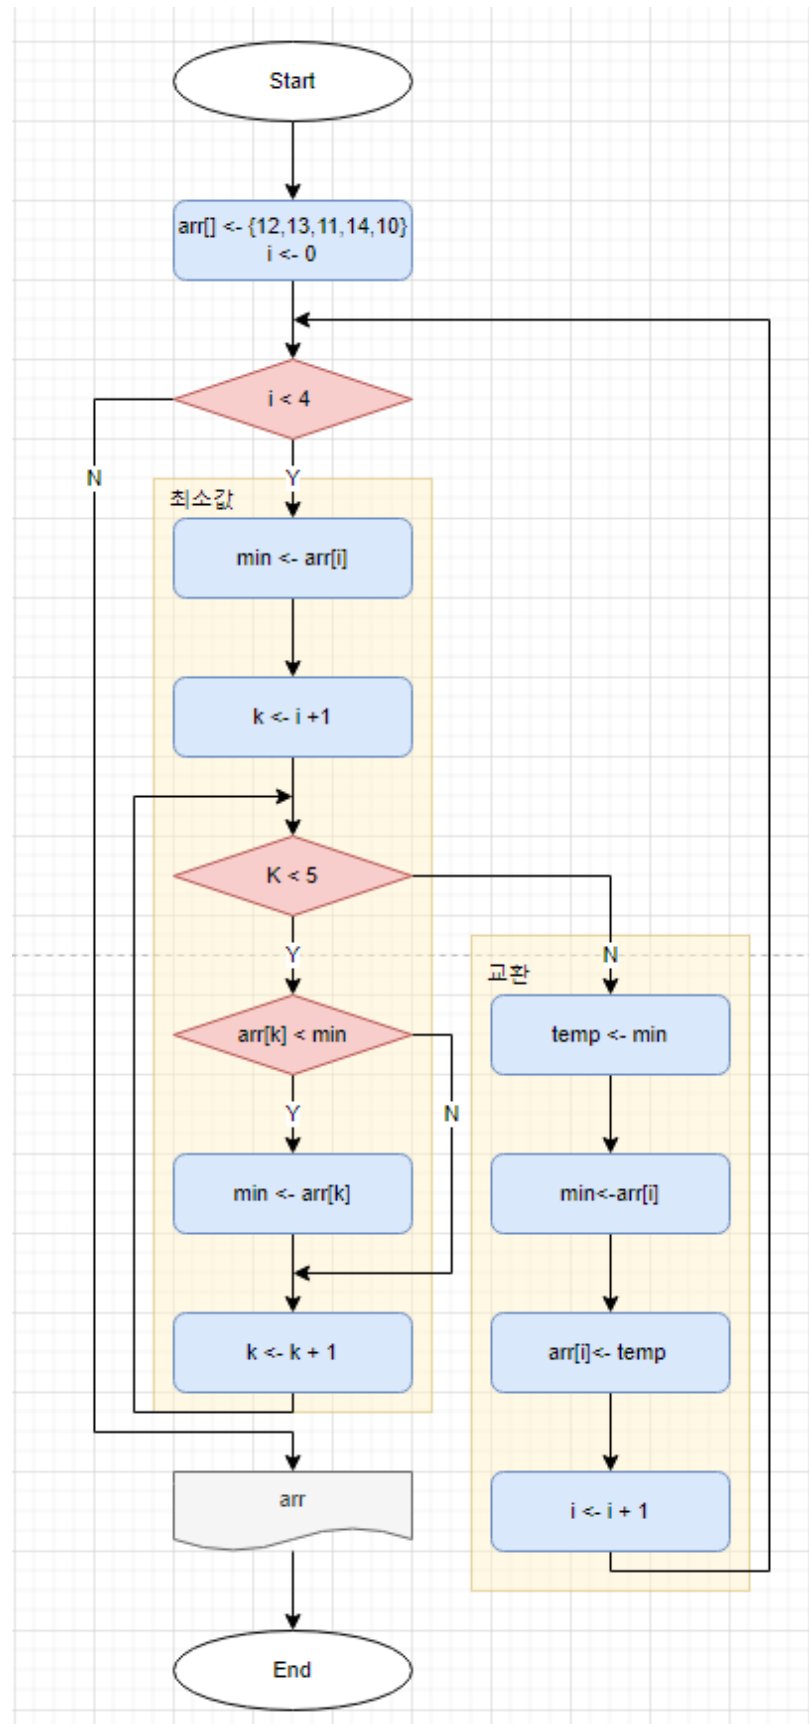 Start
arr[] <- {12,13,11,14,10}
i <- 0
i < 4
N
Y
최소값
min <- arr[i]
k <- i +1
K < 5
Y
N
교환
arr[k] < min
temp <- min
Y
N
min <- arr[k]
min<-arr[i]
k <- k + 1
arr[i]<- temp
arr
i <- i + 1
End